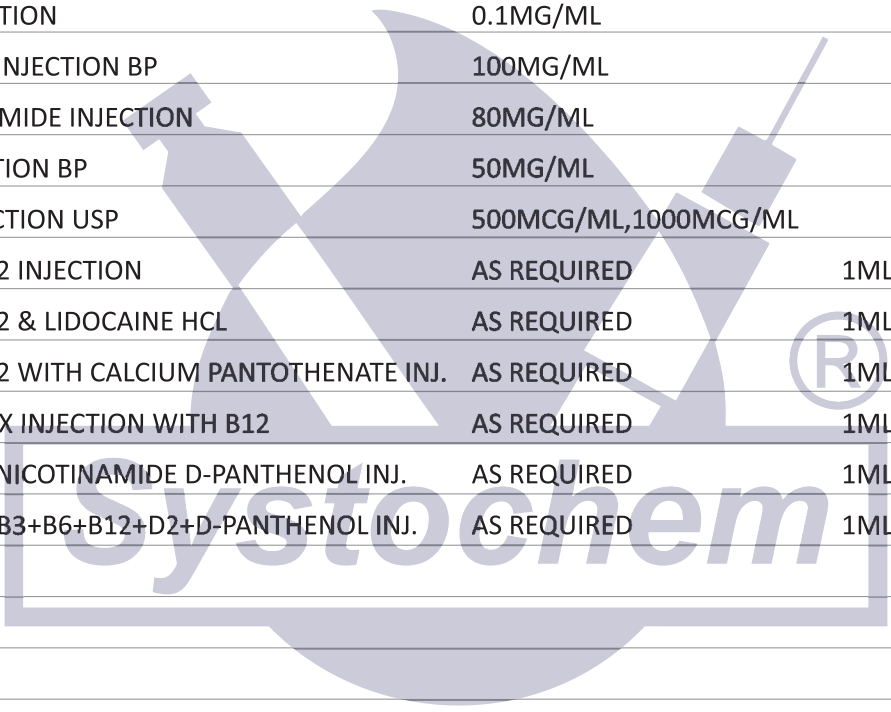 TION 0.1MG/ML
NJECTION BP 100MG/ML
MIDE INJECTION 80MG/ML
TION BP 50MG/ML
CTION USP 500MCG/ML,1000MCG/ML
2 INJECTION AS REQUIRED 1ML
2 & LIDOCAINE HCL AS REQUIRED 1ML
2 WITH CALCIUM PANTOTHENATE INJ. AS REQUIRED 1ML
X INJECTION WITH B12 AS REQUIRED 1ML
NICOTINAMIDE D-PANTHENOL INJ. AS REQUIRED 1ML
B3+B6+B12+D2+D-PANTHENOL INJ. AS REQUIRED 1ML
Systochem
®